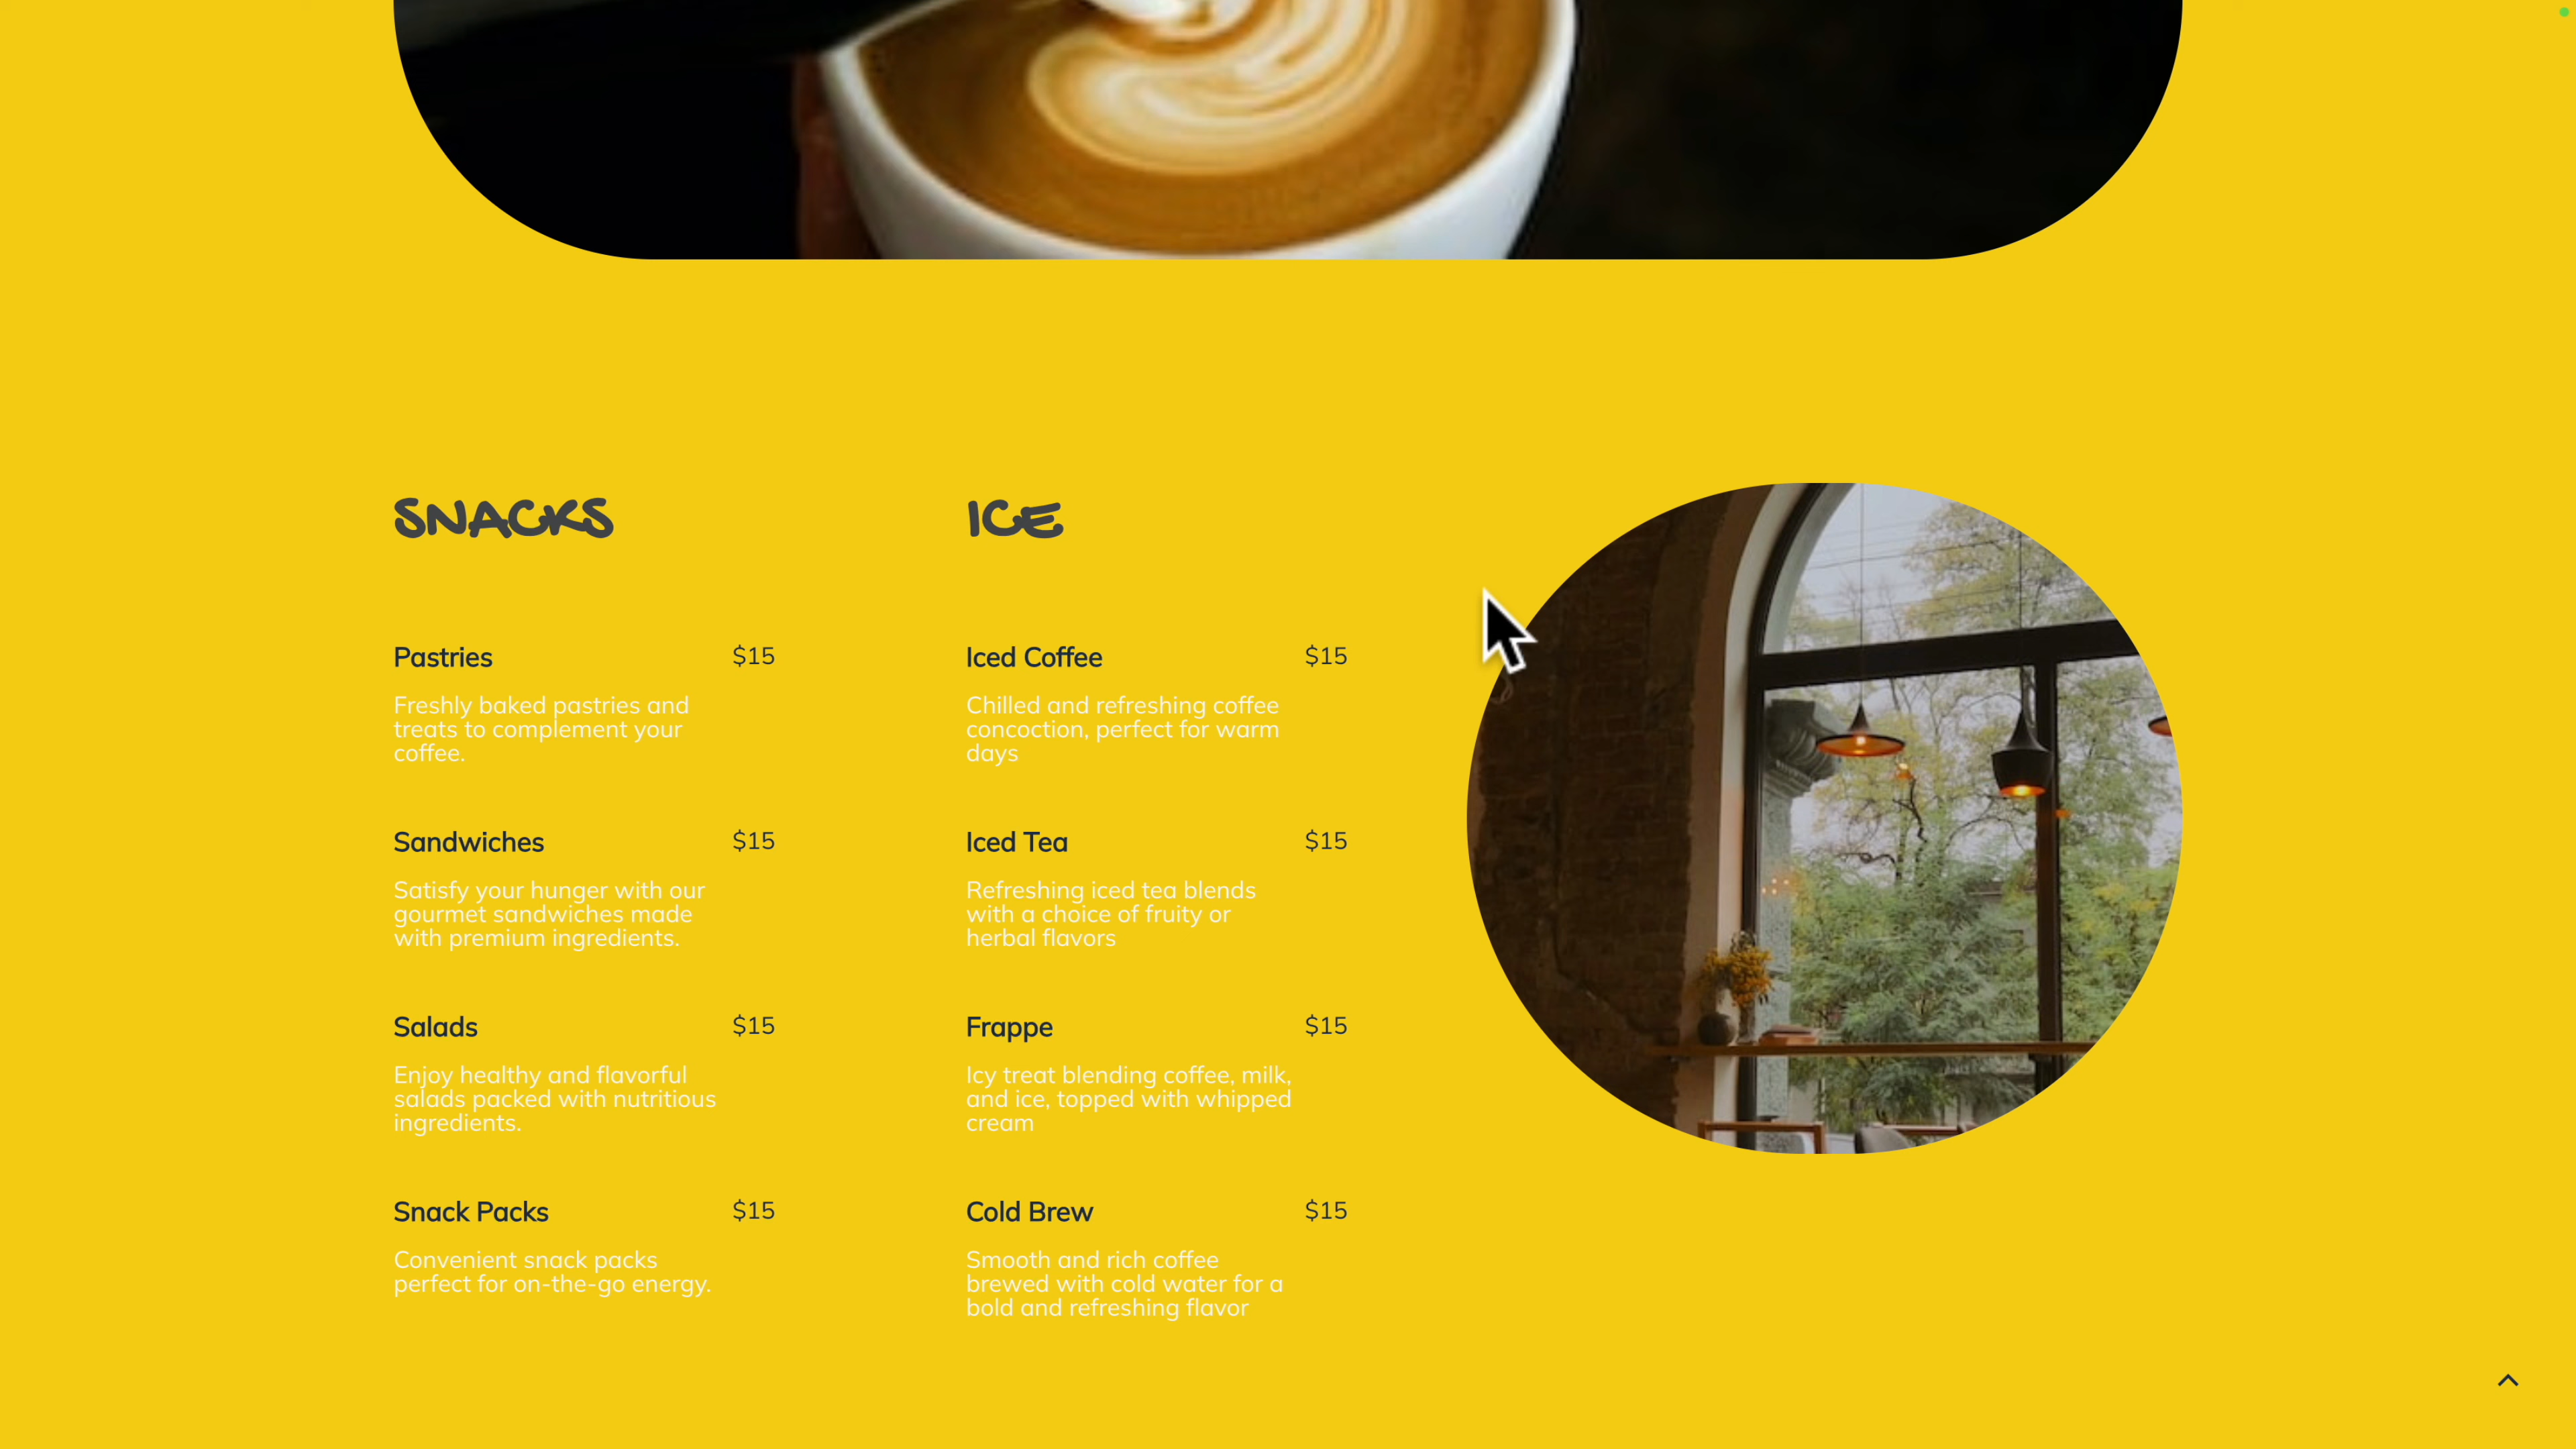 SNACKS
Pastries $15
Freshly baked pastries and
treats to complement your
coffee.
Sandwiches $15
Satisfy your hunger with our
gourmet sandwiches made
with premium ingredients.
Salads $15
Enjoy healthy and flavorful
salads packed with nutritious
ingredients.
Snack Packs $15
Convenient snack packs
perfect for on-the-go energy.
ICE
Iced Coffee $15
Chilled and refreshing coffee
concoction, perfect for warm
days
Iced Tea $15
Refreshing iced tea blends
with a choice of fruity or
herbal flavors
Frappe $15
Icy treat blending coffee, milk,
and ice, topped with whipped
cream
Cold Brew $15
Smooth and rich coffee
brewed with cold water for a
bold and refreshing flavor